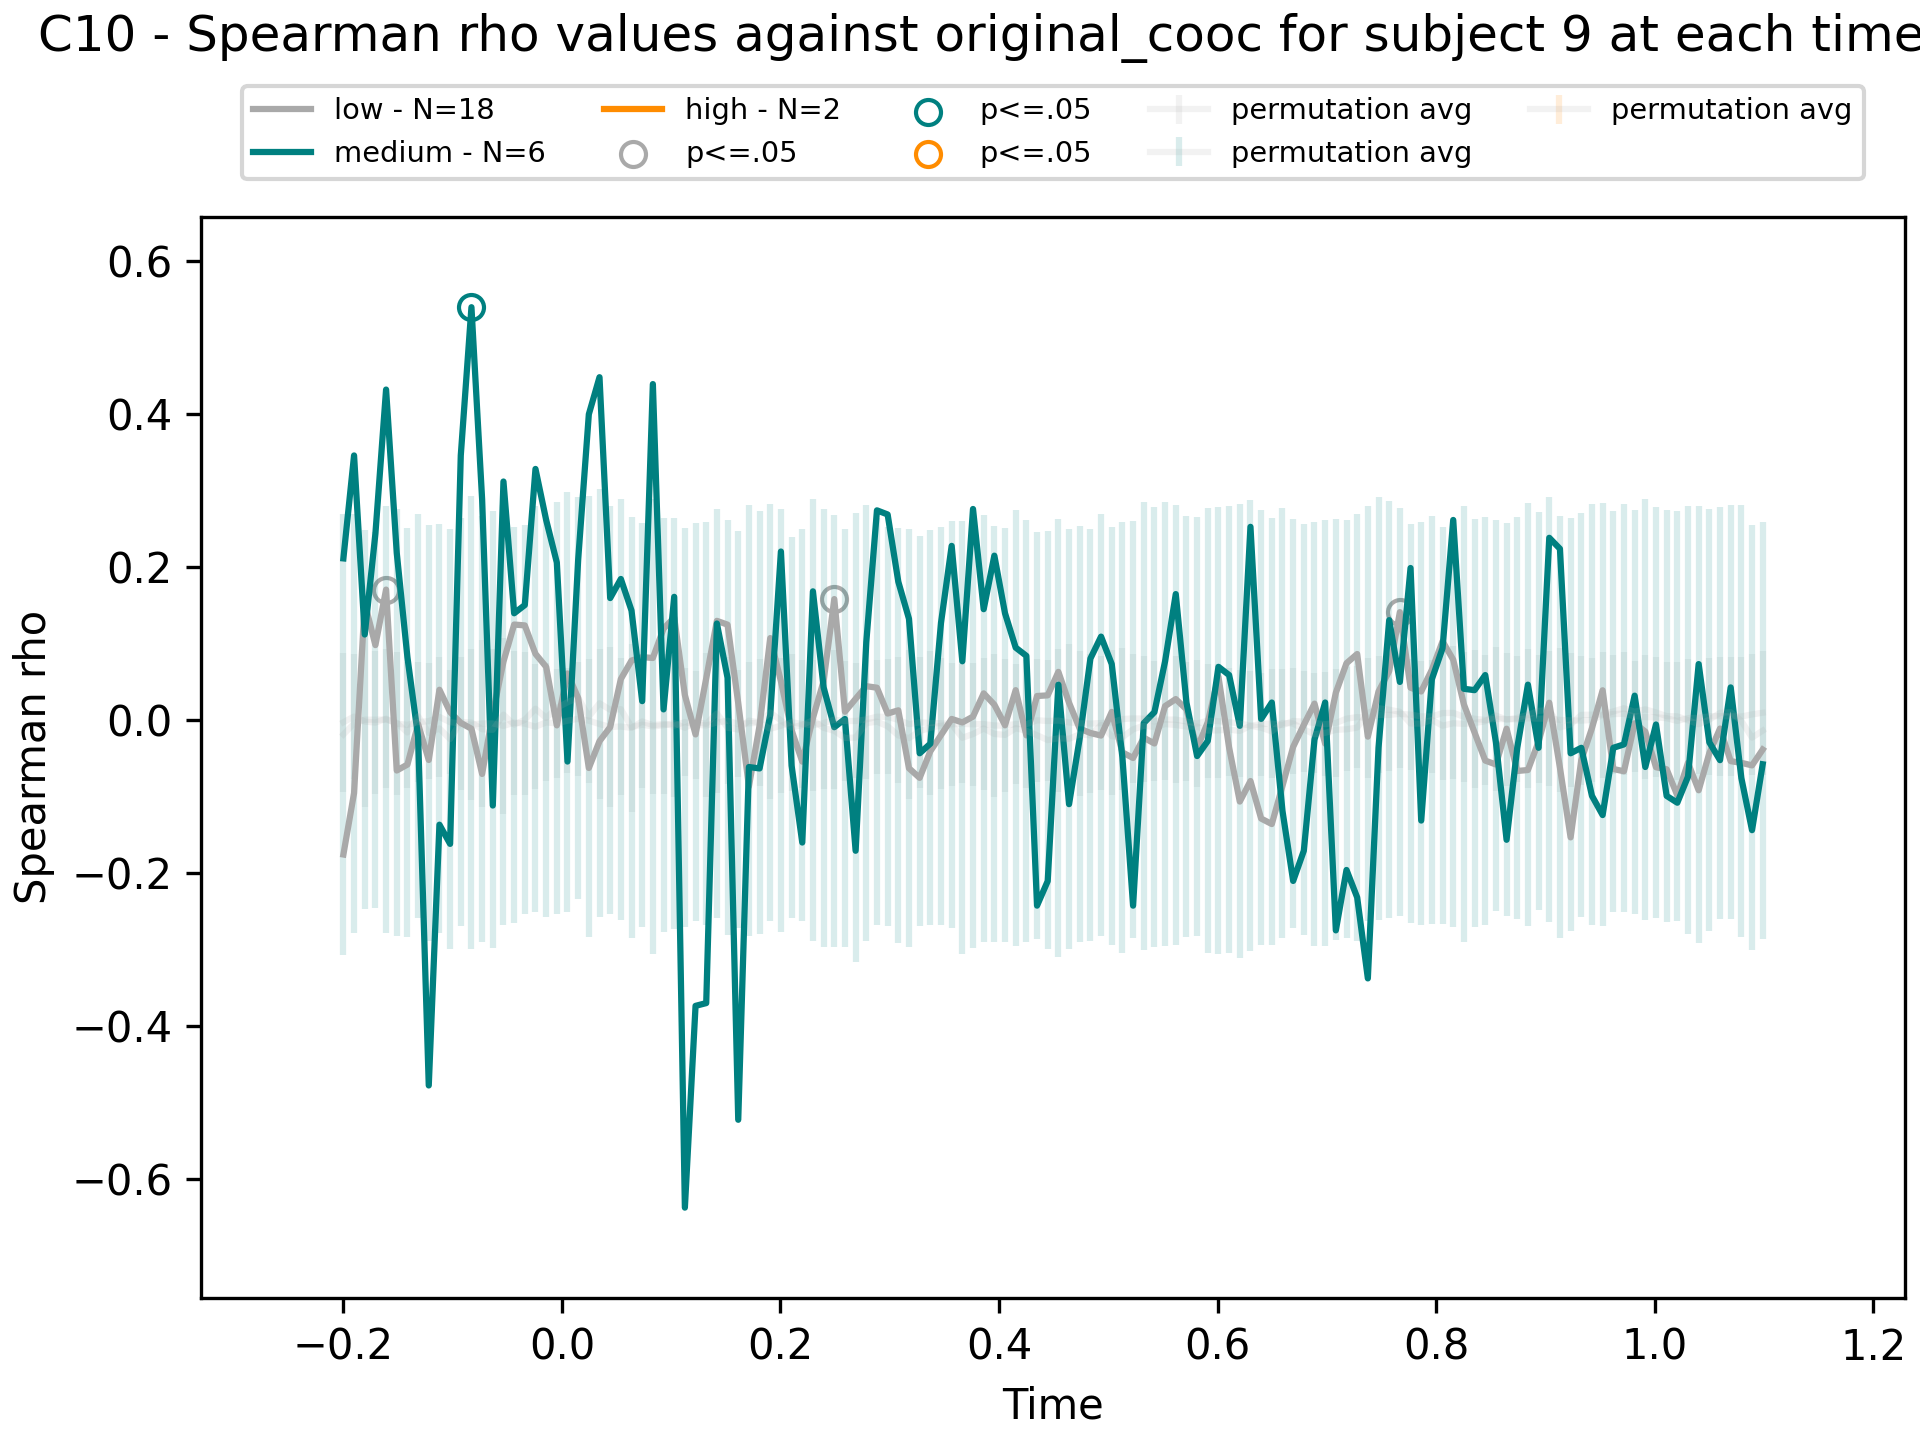 C10 - Spearman rho values against original_cooc for subject 9 at each time
low - N=18
medium - N=6
high - N=2
p<=.05
p<=.05
p<=.05
permutation avg
permutation avg
permutation avg
Spearman rho
0.6
0.4
0.2
0.0
−0.2
−0.4
−0.6
−0.2 0.0 0.2 0.4 0.6 0.8 1.0 1.2
Time